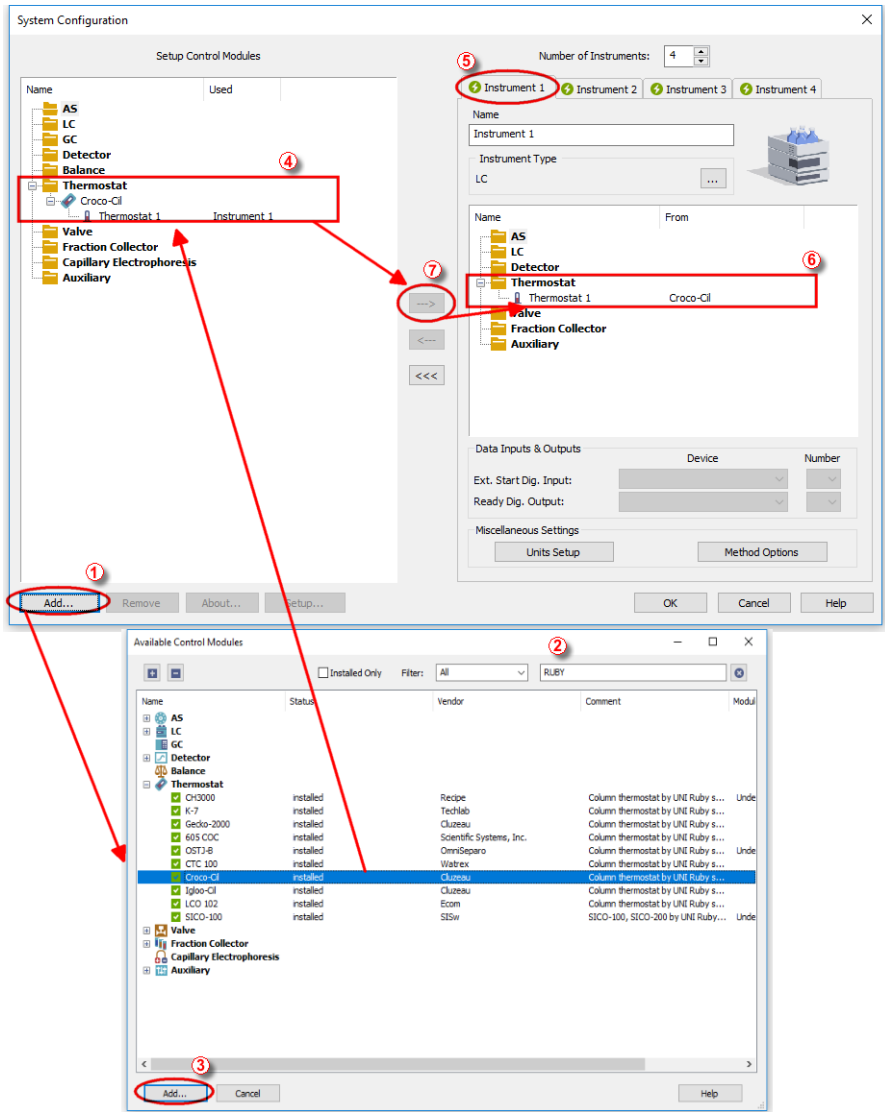 System Configuration
Setup Control Modules
Number of Instruments: 4
5
Instrument 1 Instrument 2 Instrument 3 Instrument 4
Name Used
AS
LC
GC
Detector
Balance
4
Thermostat
Croco-Cil
Thermostat 1 Instrument 1
Valve
Fraction Collector
Capillary Electrophoresis
Auxiliary
7
--->
<---
<<<
Name
Instrument 1
Instrument Type
LC ...
Name From
AS
LC
Detector
6
Thermostat
Thermostat 1 Croco-Cil
Valve
Fraction Collector
Auxiliary
Data Inputs & Outputs
Device Number
Ext. Start Dig. Input:
Ready Dig. Output:
Miscellaneous Settings
Units Setup Method Options
1
Add... Remove About... Setup... OK Cancel Help
Available Control Modules
2
Installed Only Filter: All RUBY
Name Status Vendor Comment Modul
AS
LC
GC
Detector
Balance
Thermostat
CH3000 installed Recipe Column thermostat by UNI Ruby s... Unde
K-7 installed Techlab Column thermostat by UNI Ruby s...
Gecko-2000 installed Cluzeau Column thermostat by UNI Ruby s...
605 COC installed Scientific Systems, Inc. Column thermostat by UNI Ruby s...
OSTJ-B installed OmniSeparo Column thermostat by UNI Ruby s... Unde
CTC 100 installed Watrex Column thermostat by UNI Ruby s...
Croco-Cil installed Cluzeau Column thermostat by UNI Ruby s...
Igloo-Cil installed Cluzeau Column thermostat by UNI Ruby s...
LCO 102 installed Ecom Column thermostat by UNI Ruby s...
SICO-100 installed SISw SICO-100, SICO-200 by UNI Ruby... Unde
Valve
Fraction Collector
Capillary Electrophoresis
Auxiliary
3
Add... Cancel Help